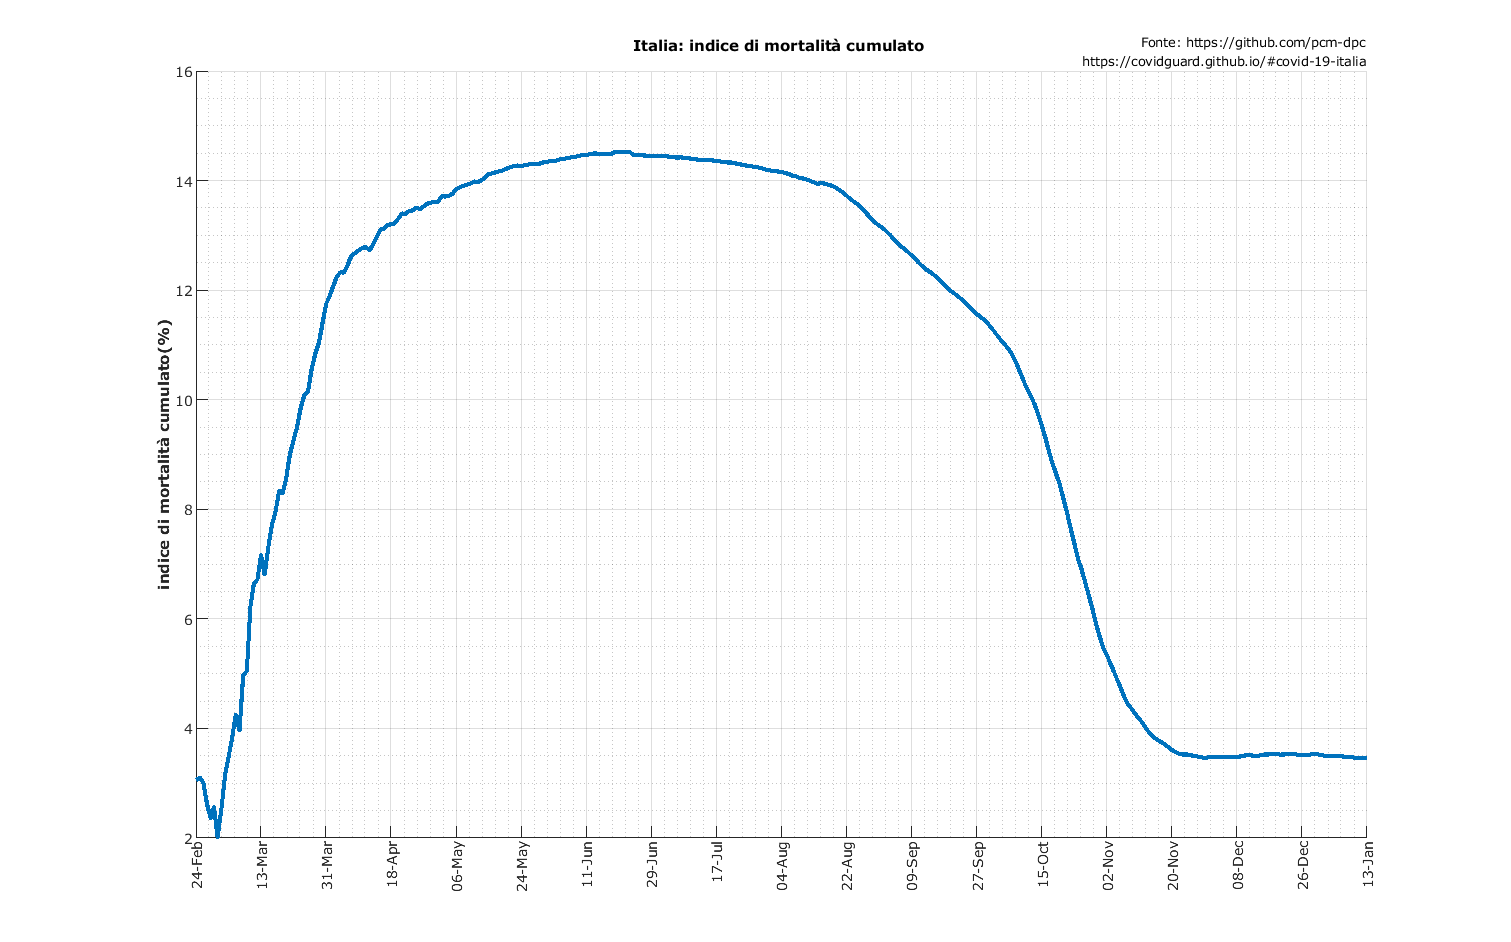 Italia: indice di mortalità cumulato
Fonte: https://github.com/pcm-dpc
https://covidguard.github.io/#covid-19-italia
indice di mortalità cumulato(%)
16
14
12
10
8
6
4
2
24-Feb
13-Mar
31-Mar
18-Apr
06-May
24-May
11-Jun
29-Jun
17-Jul
04-Aug
22-Aug
09-Sep
27-Sep
15-Oct
02-Nov
20-Nov
08-Dec
26-Dec
13-Jan